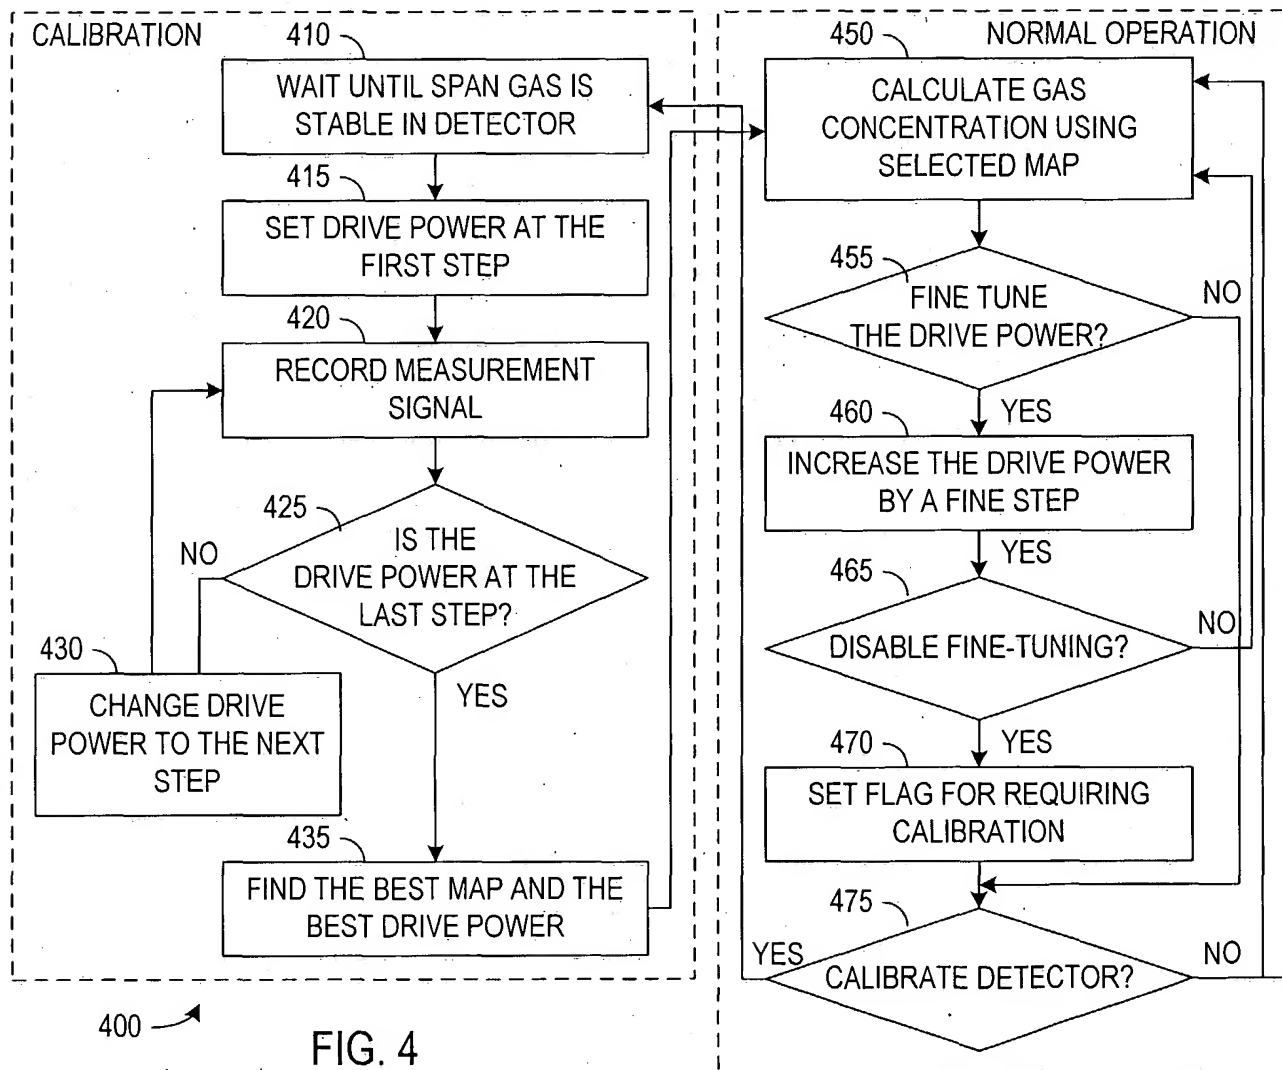 CALIBRATION
410
WAIT UNTIL SPAN GAS IS
STABLE IN DETECTOR
415
SET DRIVE POWER AT THE
FIRST STEP
420
RECORD MEASUREMENT
SIGNAL
425
IS THE
DRIVE POWER AT THE
LAST STEP?
NO
YES
430
CHANGE DRIVE
POWER TO THE NEXT
STEP
435
FIND THE BEST MAP AND THE
BEST DRIVE POWER
400
FIG. 4
NORMAL OPERATION
450
CALCULATE GAS
CONCENTRATION USING
SELECTED MAP
455
FINE TUNE
THE DRIVE POWER?
NO
YES
460
INCREASE THE DRIVE POWER
BY A FINE STEP
YES
465
DISABLE FINE-TUNING?
NO
YES
470
SET FLAG FOR REQUIRING
CALIBRATION
475
YES
CALIBRATE DETECTOR?
NO